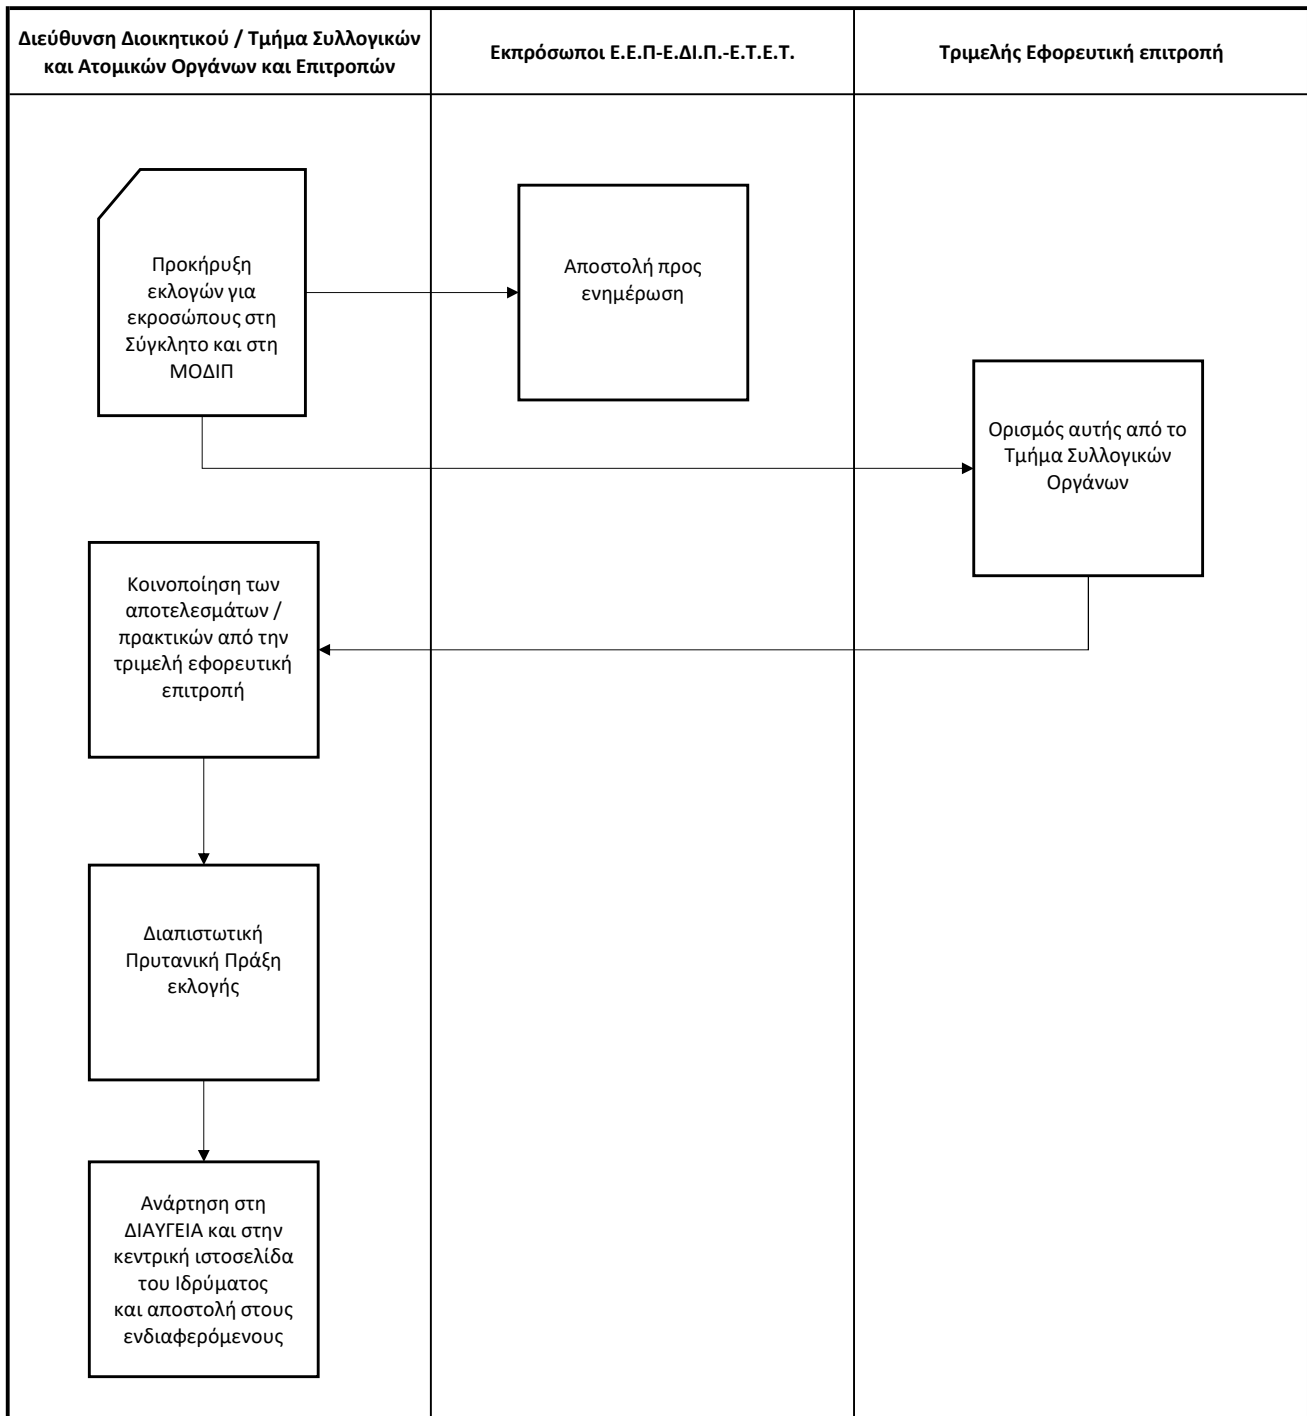 Διεύθυνση Διοικητικού / Τμήμα Συλλογικών
και Ατομικών Οργάνων και Επιτροπών
Εκπρόσωποι Ε.Ε.Π-Ε.ΔΙ.Π.-Ε.Τ.Ε.Τ.
Τριμελής Εφορευτική επιτροπή
Προκήρυξη
εκλογών για
εκροσώπους στη
Σύγκλητο και στη
ΜΟΔΙΠ
Αποστολή προς
ενημέρωση
Ορισμός αυτής από το
Τμήμα Συλλογικών
Οργάνων
Κοινοποίηση των
αποτελεσμάτων /
πρακτικών από την
τριμελή εφορευτική
επιτροπή
Διαπιστωτική
Πρυτανική Πράξη
εκλογής
Ανάρτηση στη
ΔΙΑΥΓΕΙΑ και στην
κεντρική ιστοσελίδα
του Ιδρύματος
και αποστολή στους
ενδιαφερόμενους